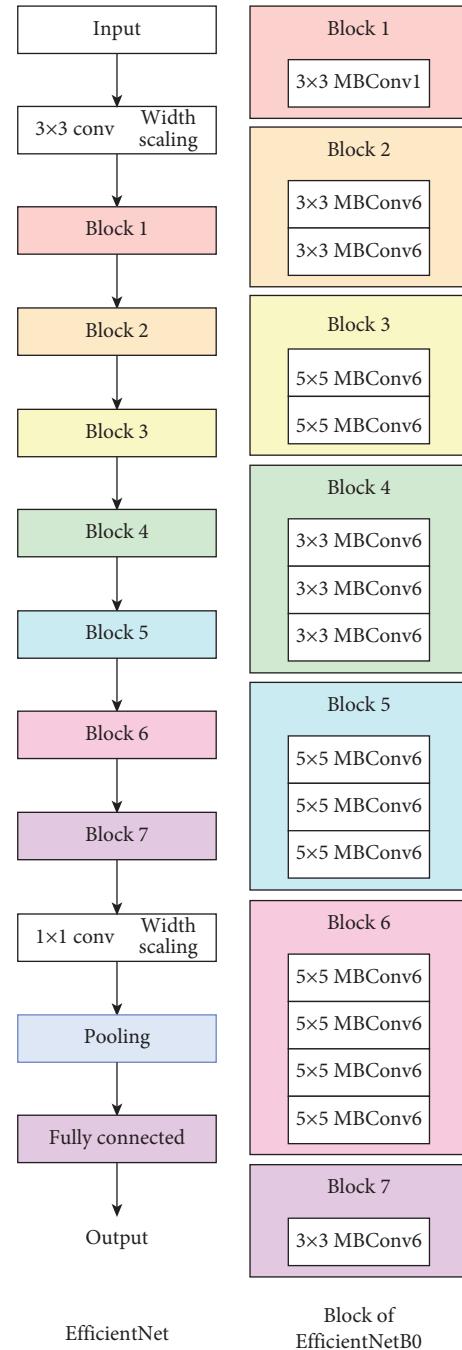 Input
3×3 conv
Width
scaling
Block 1
Block 2
Block 3
Block 4
Block 5
Block 6
Block 7
1×1 conv
Width
scaling
Pooling
Fully connected
Output
EfficientNet
Block 1
3×3 MBConv1
Block 2
3×3 MBConv6
3×3 MBConv6
Block 3
5×5 MBConv6
5×5 MBConv6
Block 4
3×3 MBConv6
3×3 MBConv6
3×3 MBConv6
Block 5
5×5 MBConv6
5×5 MBConv6
5×5 MBConv6
Block 6
5×5 MBConv6
5×5 MBConv6
5×5 MBConv6
5×5 MBConv6
Block 7
3×3 MBConv6
Block of
EfficientNetB0